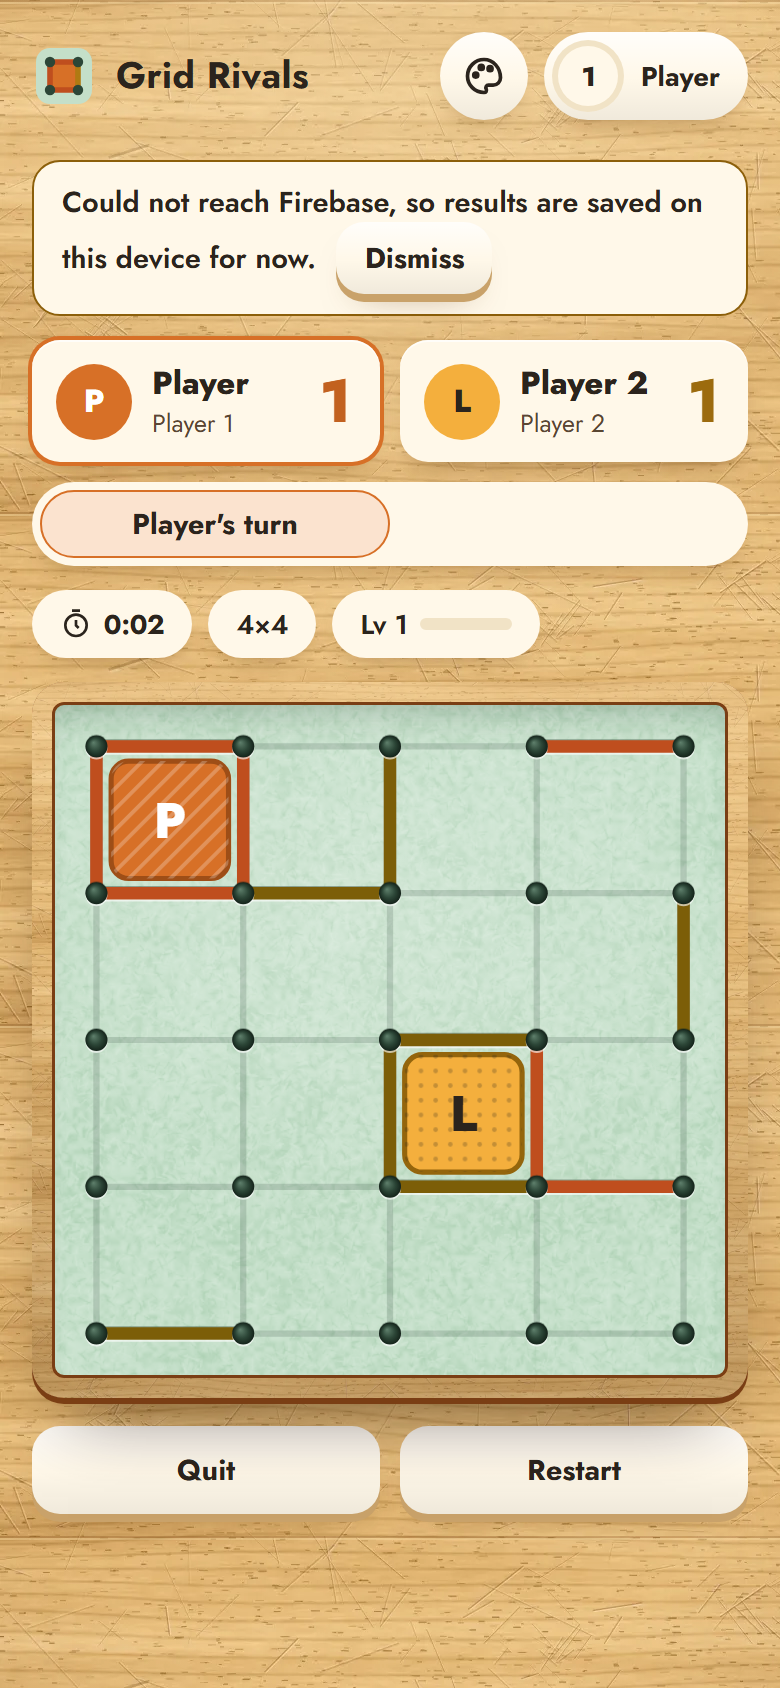 Grid Rivals
1 Player
Could not reach Firebase, so results are saved on
this device for now. Dismiss
P Player 1
Player 1
L Player 2 1
Player 2
Player's turn
0:02 4×4 Lv 1
P
L
Quit Restart